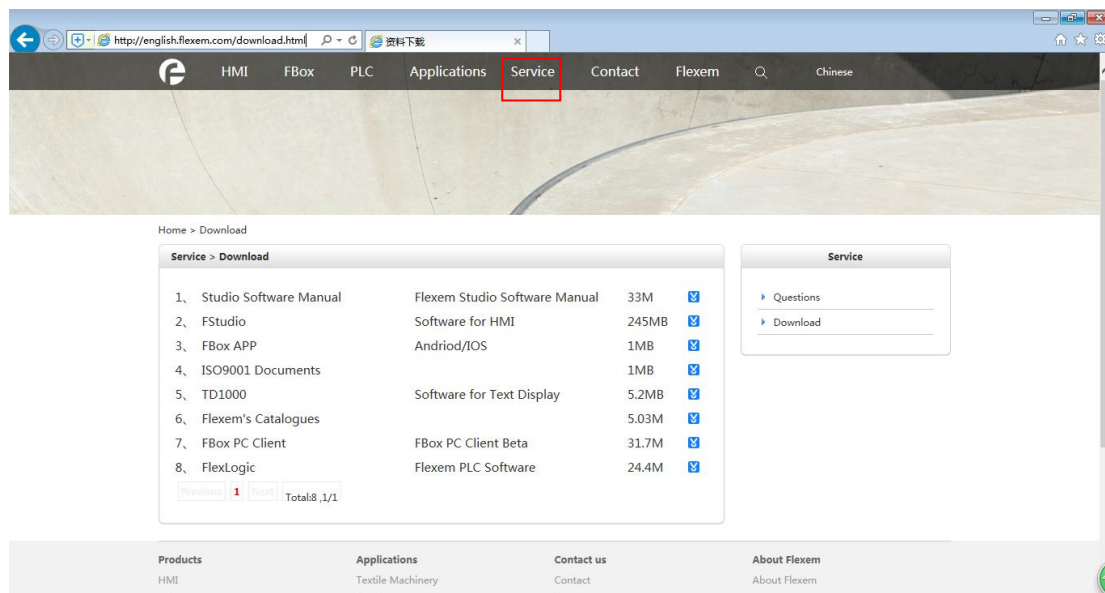 http://english.flexem.com/download.html
资料下载
HMI FBox PLC Applications Service Contact Flexem Chinese
Home > Download
Service > Download
1、 Studio Software Manual Flexem Studio Software Manual 33M
2、 FStudio Software for HMI 245MB
3、 FBox APP Andriod/IOS 1MB
4、 ISO9001 Documents 1MB
5、 TD1000 Software for Text Display 5.2MB
6、 Flexem's Catalogues 5.03M
7、 FBox PC Client FBox PC Client Beta 31.7M
8、 FlexLogic Flexem PLC Software 24.4M
Previous 1 Next Total:8 ,1/1
Service
Questions
Download
Products Applications Contact us About Flexem
HMI Textile Machinery Contact About Flexem